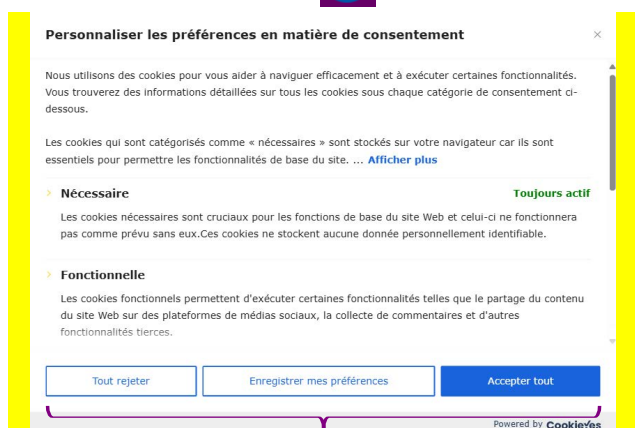 Personnaliser les préférences en matière de consentement
Nous utilisons des cookies pour vous aider à naviguer efficacement et à exécuter certaines fonctionnalités.
Vous trouverez des informations détaillées sur tous les cookies sous chaque catégorie de consentement ci-
dessous.
Les cookies qui sont catégorisés comme « nécessaires » sont stockés sur votre navigateur car ils sont
essentiels pour permettre les fonctionnalités de base du site. ... Afficher plus
Nécessaire
Toujours actif
Les cookies nécessaires sont cruciaux pour les fonctions de base du site Web et celui-ci ne fonctionnera
pas comme prévu sans eux.Ces cookies ne stockent aucune donnée personnellement identifiable.
Fonctionnelle
Les cookies fonctionnels permettent d'exécuter certaines fonctionnalités telles que le partage du contenu
du site Web sur des plateformes de médias sociaux, la collecte de commentaires et d'autres
fonctionnalités tierces.
Tout rejeter
Enregistrer mes préférences
Accepter tout
Powered by CookieYes